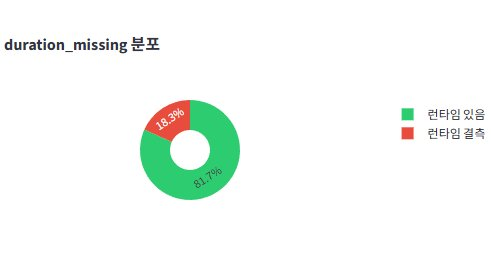 duration_missing 분포
18.3%
81.7%
런타임 있음
런타임 결측